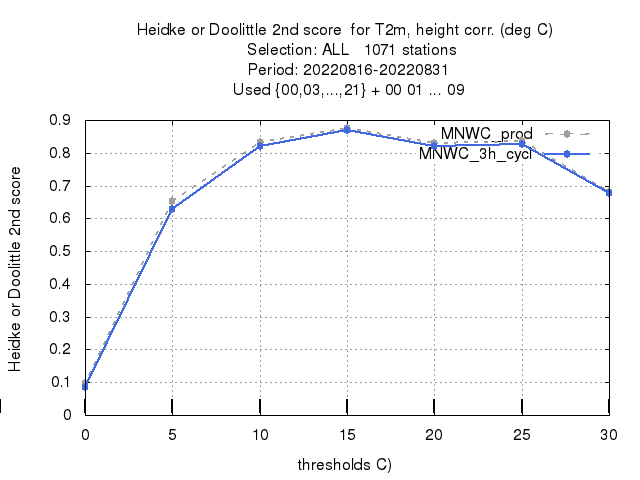 Heidke or Doolittle 2nd score  for T2m, height corr. (deg C)
Selection: ALL   1071 stations
Period: 20220816-20220831
Used {00,03,...,21} + 00 01 ... 09
MNWC_prod
MNWC_3h_cycl
Heidke or Doolittle 2nd score
0.9
0.8
0.7
0.6
0.5
0.4
0.3
0.2
0.1
0
0 5 10 15 20 25 30
thresholds C)